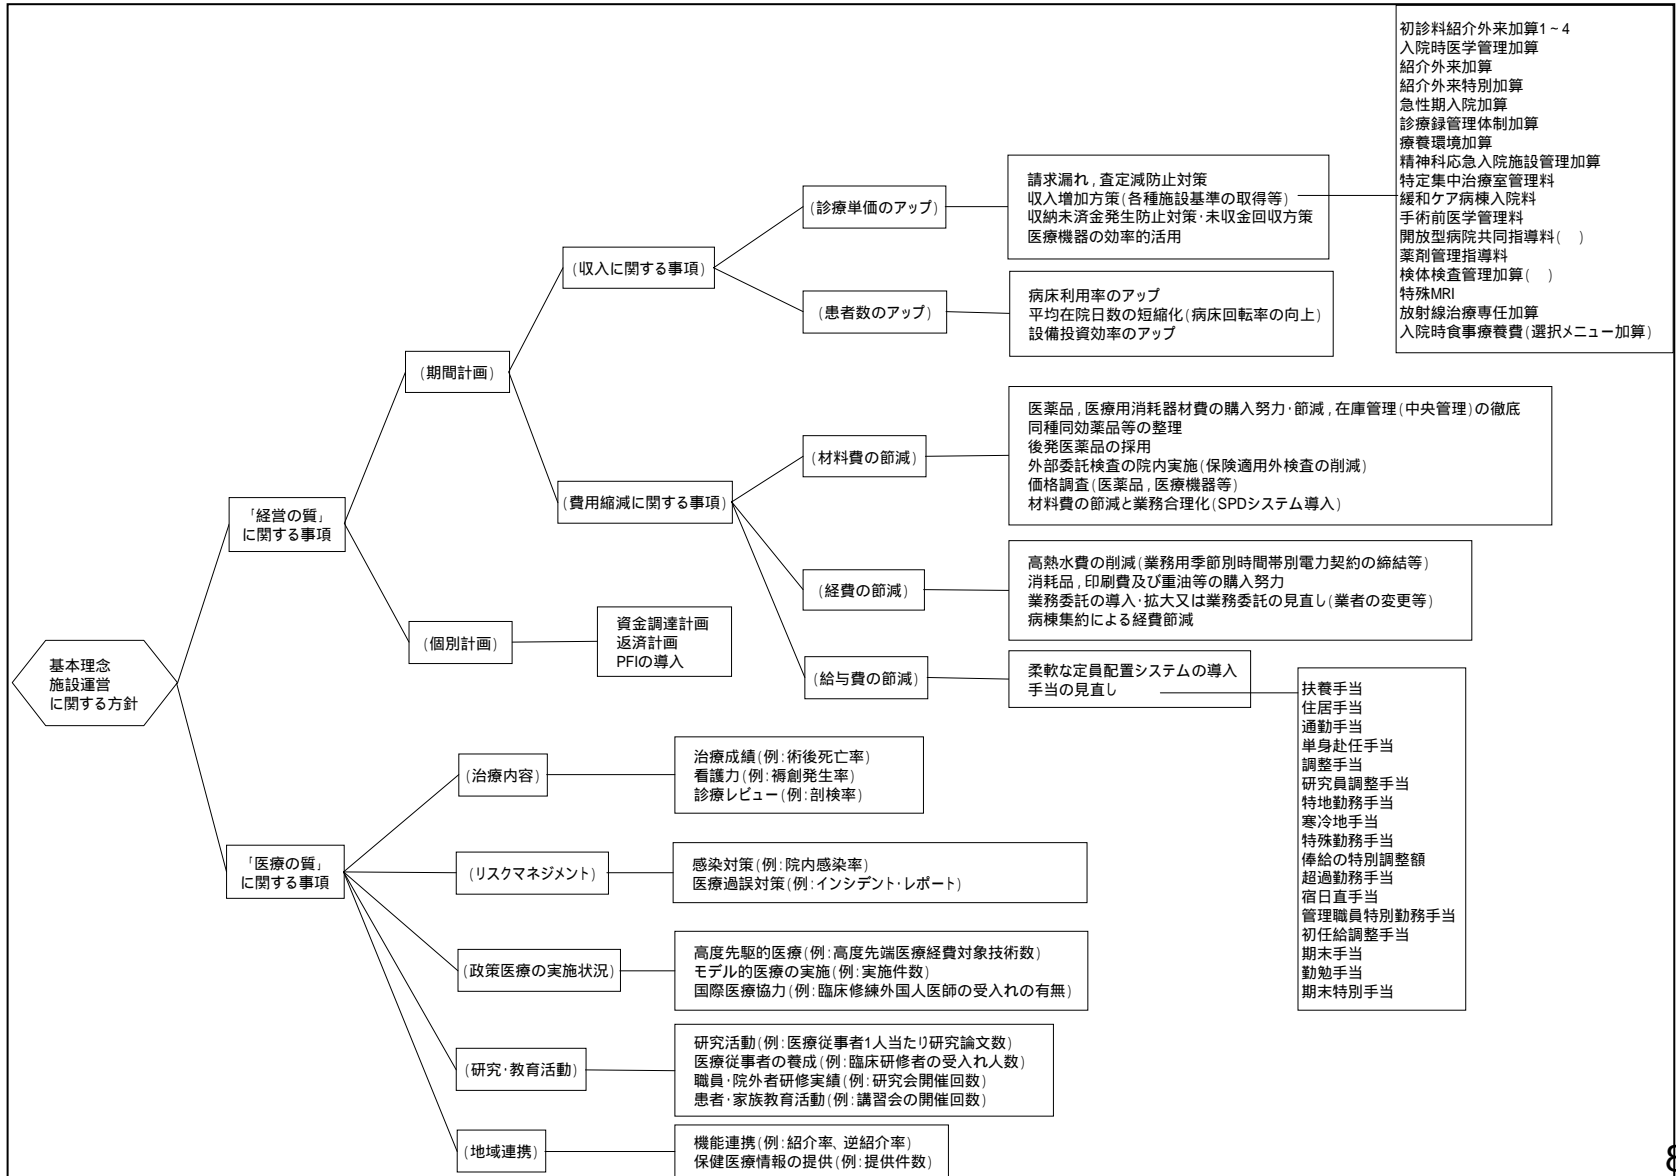 基本理念
施設運営
に関する方針
「経営の質」
に関する事項
(期間計画)
(収入に関する事項)
(診療単価のアップ)
請求漏れ,査定減防止対策
収入増加方策(各種施設基準の取得等)
収納未済金発生防止対策・未収金回収方策
医療機器の効率的活用
初診料紹介外来加算1~4
入院時医学管理加算
紹介外来加算
紹介外来特別加算
急性期入院加算
診療録管理体制加算
療養環境加算
精神科応急入院施設管理加算
特定集中治療室管理料
緩和ケア病棟入院料
手術前医学管理料
開放型病院共同指導料( )
薬剤管理指導料
検体検査管理加算( )
特殊MRI
放射線治療専任加算
入院時食事療養費(選択メニュー加算)
(患者数のアップ)
病床利用率のアップ
平均在院日数の短縮化(病床回転率の向上)
設備投資効率のアップ
(費用縮減に関する事項)
(材料費の節減)
医薬品,医療用消耗器材費の購入努力・節減,在庫管理(中央管理)の徹底
同種同効薬品等の整理
後発医薬品の採用
外部委託検査の院内実施(保険適用外検査の削減)
価格調査(医薬品,医療機器等)
材料費の節減と業務合理化(SPDシステム導入)
(経費の節減)
高熱水費の削減(業務用季節別時間帯別電力契約の締結等)
消耗品,印刷費及び重油等の購入努力
業務委託の導入・拡大又は業務委託の見直し(業者の変更等)
病棟集約による経費節減
(給与費の節減)
柔軟な定員配置システムの導入
手当の見直し
扶養手当
住居手当
通勤手当
単身赴任手当
調整手当
研究員調整手当
特地勤務手当
寒冷地手当
特殊勤務手当
俸給の特別調整額
超過勤務手当
宿日直手当
管理職員特別勤務手当
初任給調整手当
期末手当
勤勉手当
期末特別手当
(個別計画)
資金調達計画
返済計画
PFIの導入
「医療の質」
に関する事項
(治療内容)
治療成績(例:術後死亡率)
看護力(例:褥創発生率)
診療レビュー(例:剖検率)
(リスクマネジメント)
感染対策(例:院内感染率)
医療過誤対策(例:インシデント・レポート)
(政策医療の実施状況)
高度先駆的医療(例:高度先端医療経費対象技術数)
モデル的医療の実施(例:実施件数)
国際医療協力(例:臨床修練外国人医師の受入れの有無)
(研究・教育活動)
研究活動(例:医療従事者1人当たり研究論文数)
医療従事者の養成(例:臨床研修者の受入れ人数)
職員・院外者研修実績(例:研究会開催回数)
患者・家族教育活動(例:講習会の開催回数)
(地域連携)
機能連携(例:紹介率、逆紹介率)
保健医療情報の提供(例:提供件数)